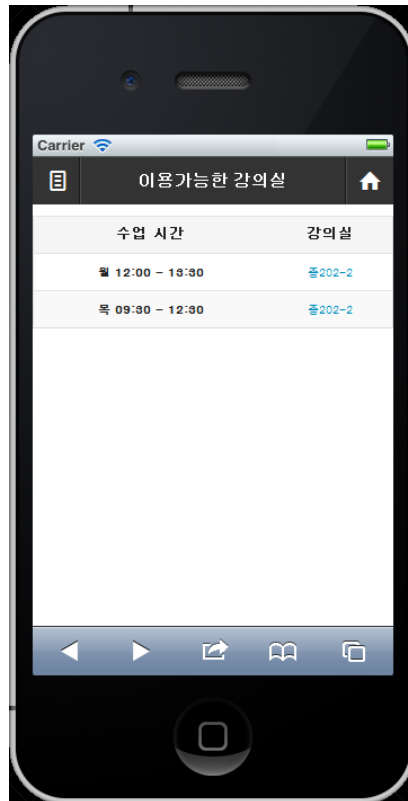 Carrier
이용가능한 강의실
수업 시간 강의실
월 12:00 - 13:30 종202-2
목 09:30 - 12:30 종202-2